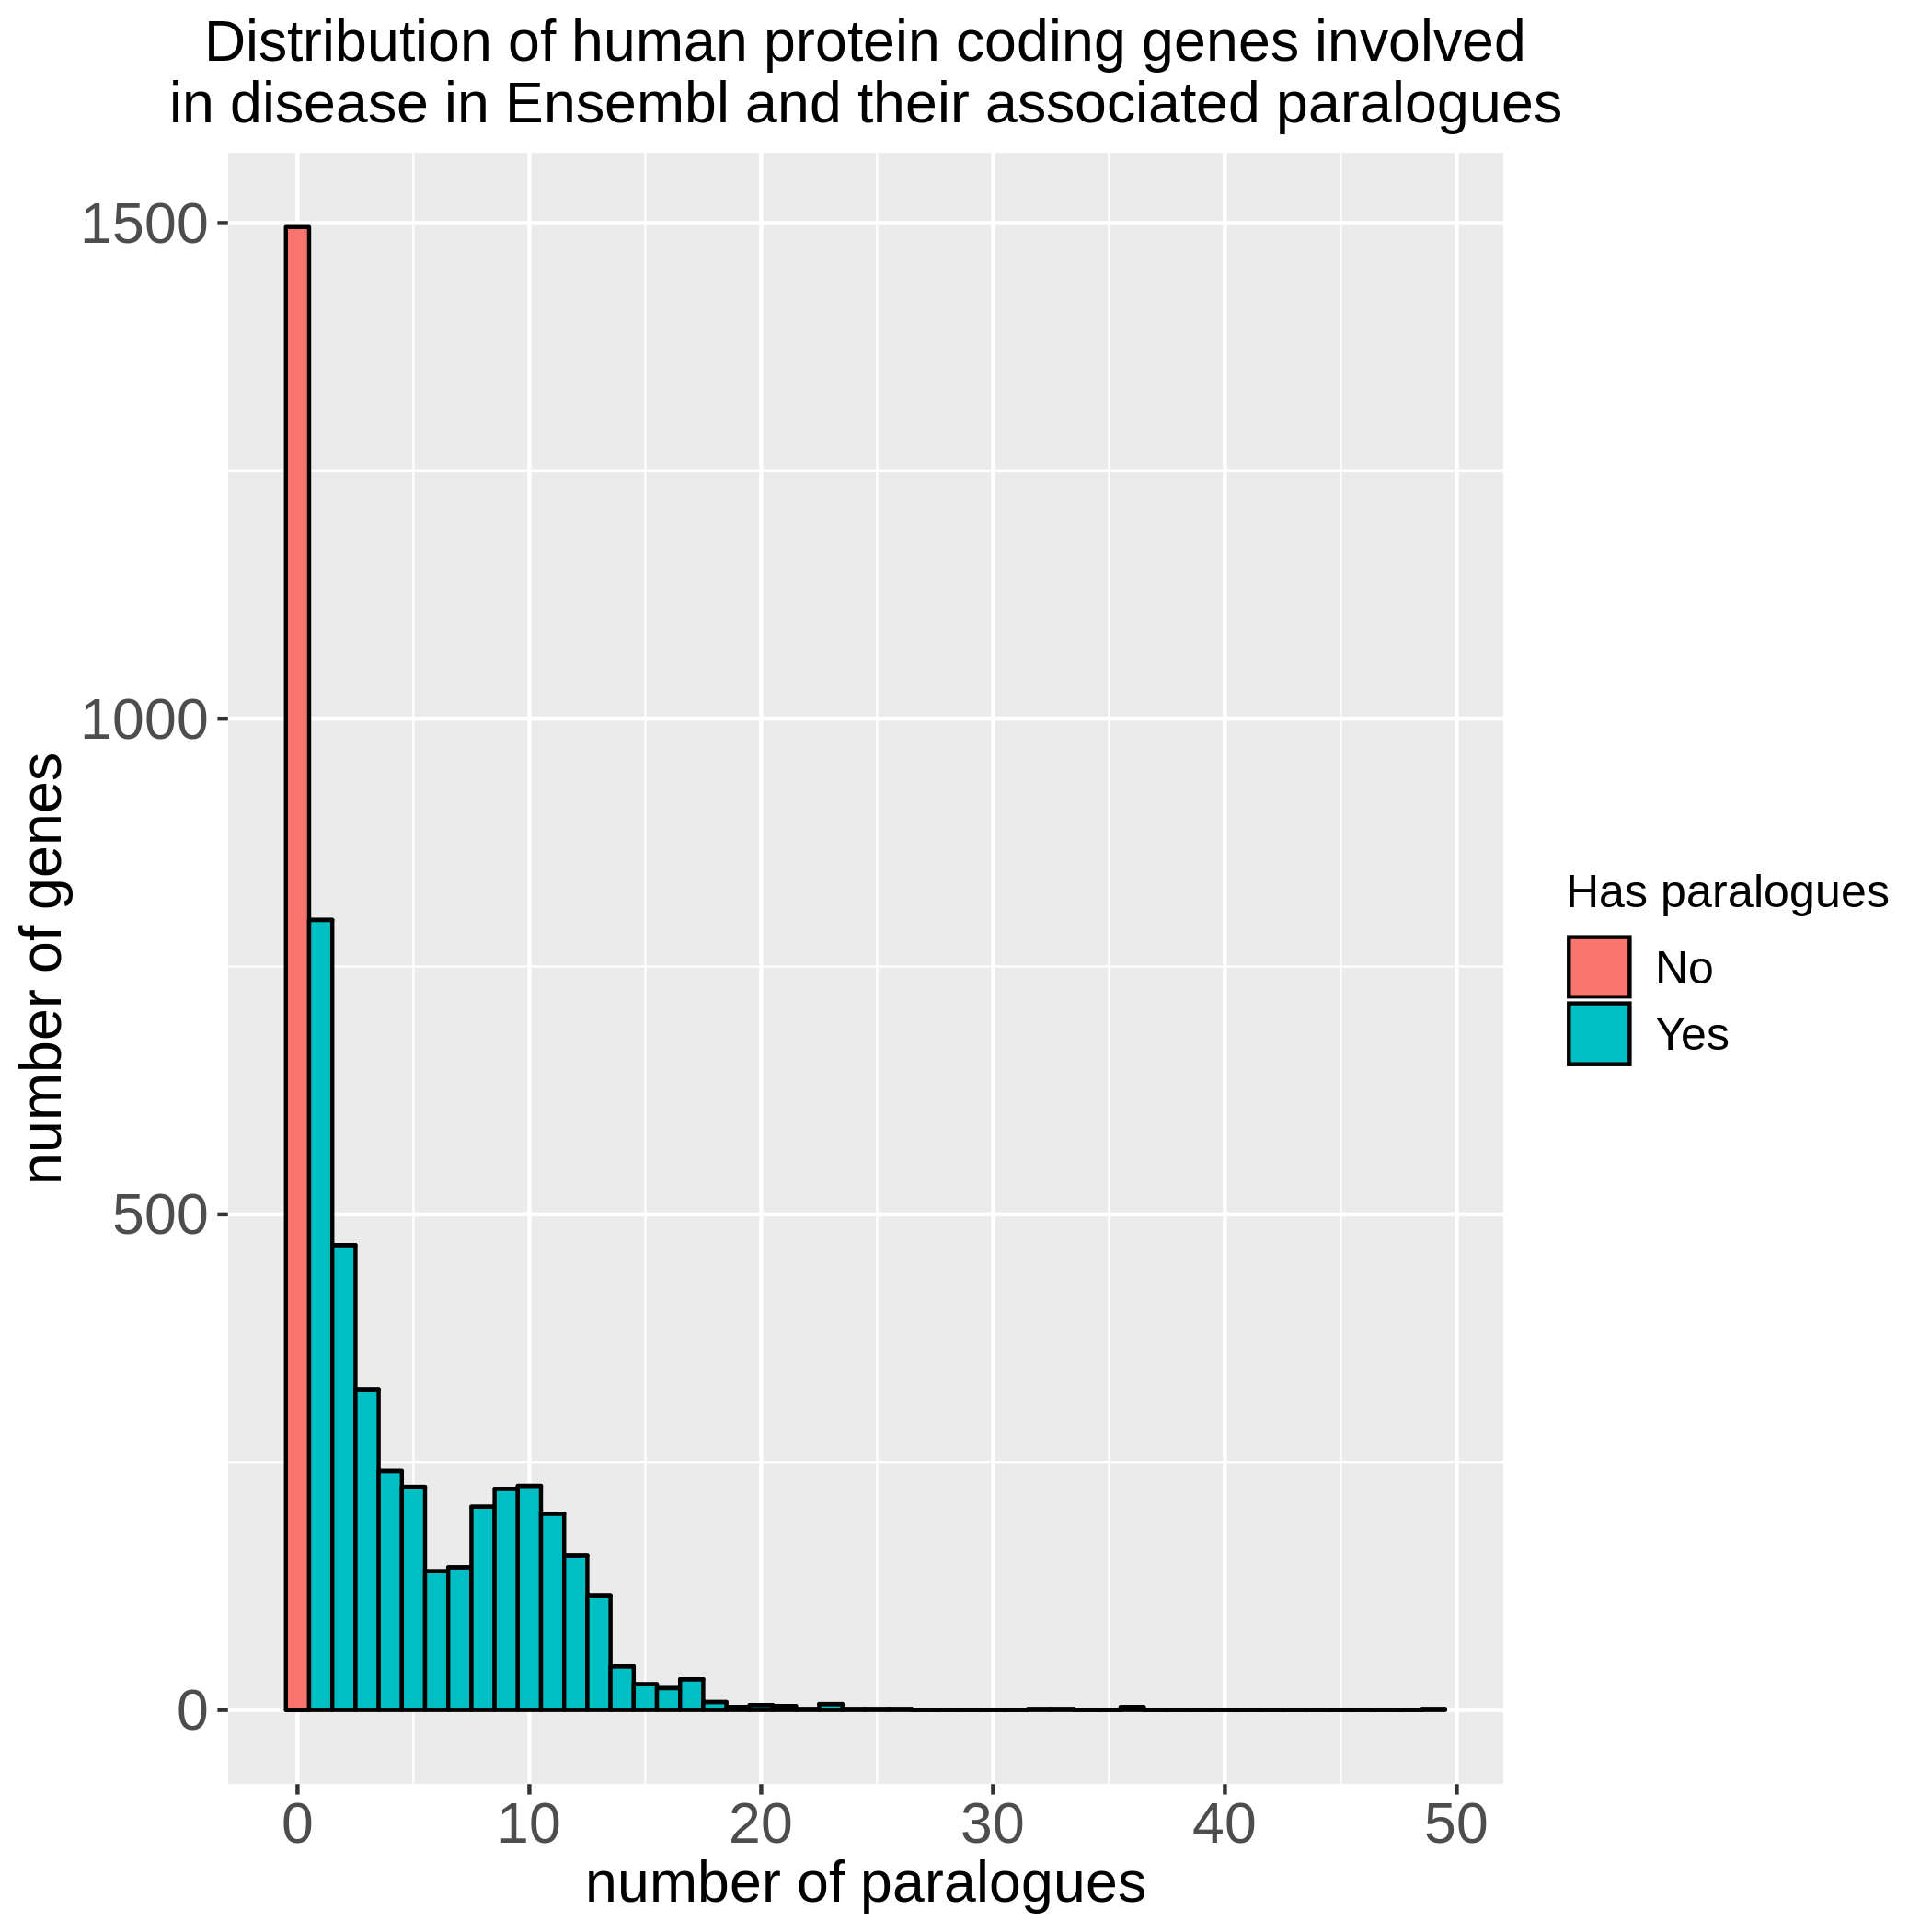 Distribution of human protein coding genes involved
in disease in Ensembl and their associated paralogues
1500
1000
500
0
number of genes
0 10 20 30 40 50
number of paralogues
Has paralogues
No
Yes